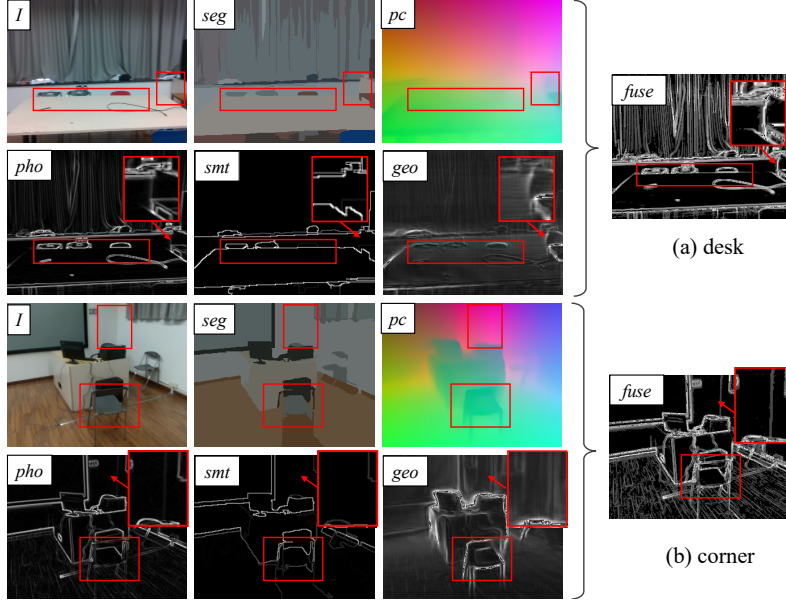 I
seg
pc
pho
smt
geo
fuse
(a) desk
I
seg
pc
pho
smt
geo
fuse
(b) corner